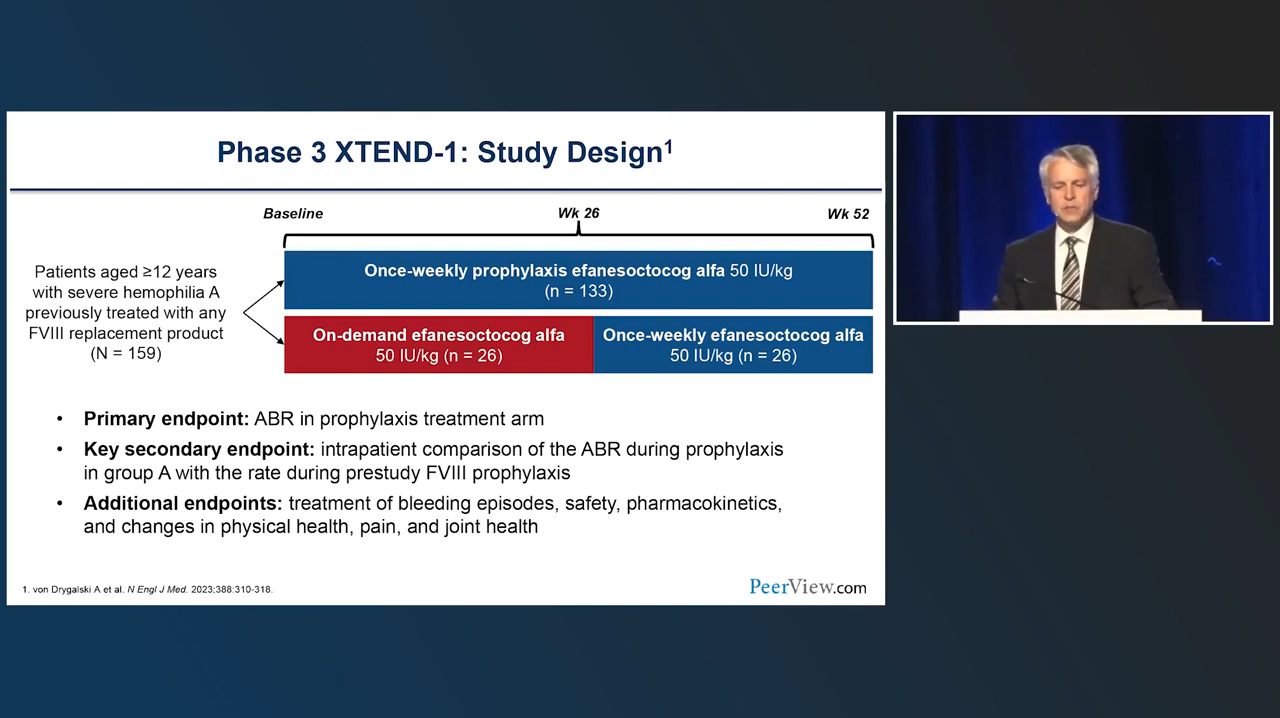 Phase 3 XTEND-1: Study Design1
Baseline
Wk 26
Wk 52
Patients aged ≥12 years
with severe hemophilia A
previously treated with any
FVIII replacement product
(N = 159)
Once-weekly prophylaxis efanesoctocog alfa 50 IU/kg
(n = 133)
On-demand efanesoctocog alfa
50 IU/kg (n = 26)
Once-weekly efanesoctocog alfa
50 IU/kg (n = 26)
• Primary endpoint: ABR in prophylaxis treatment arm
• Key secondary endpoint: intrapatient comparison of the ABR during prophylaxis
in group A with the rate during prestudy FVIII prophylaxis
• Additional endpoints: treatment of bleeding episodes, safety, pharmacokinetics,
and changes in physical health, pain, and joint health
1. von Drygalski A et al. N Engl J Med. 2023;388:310-318.
PeerView.com